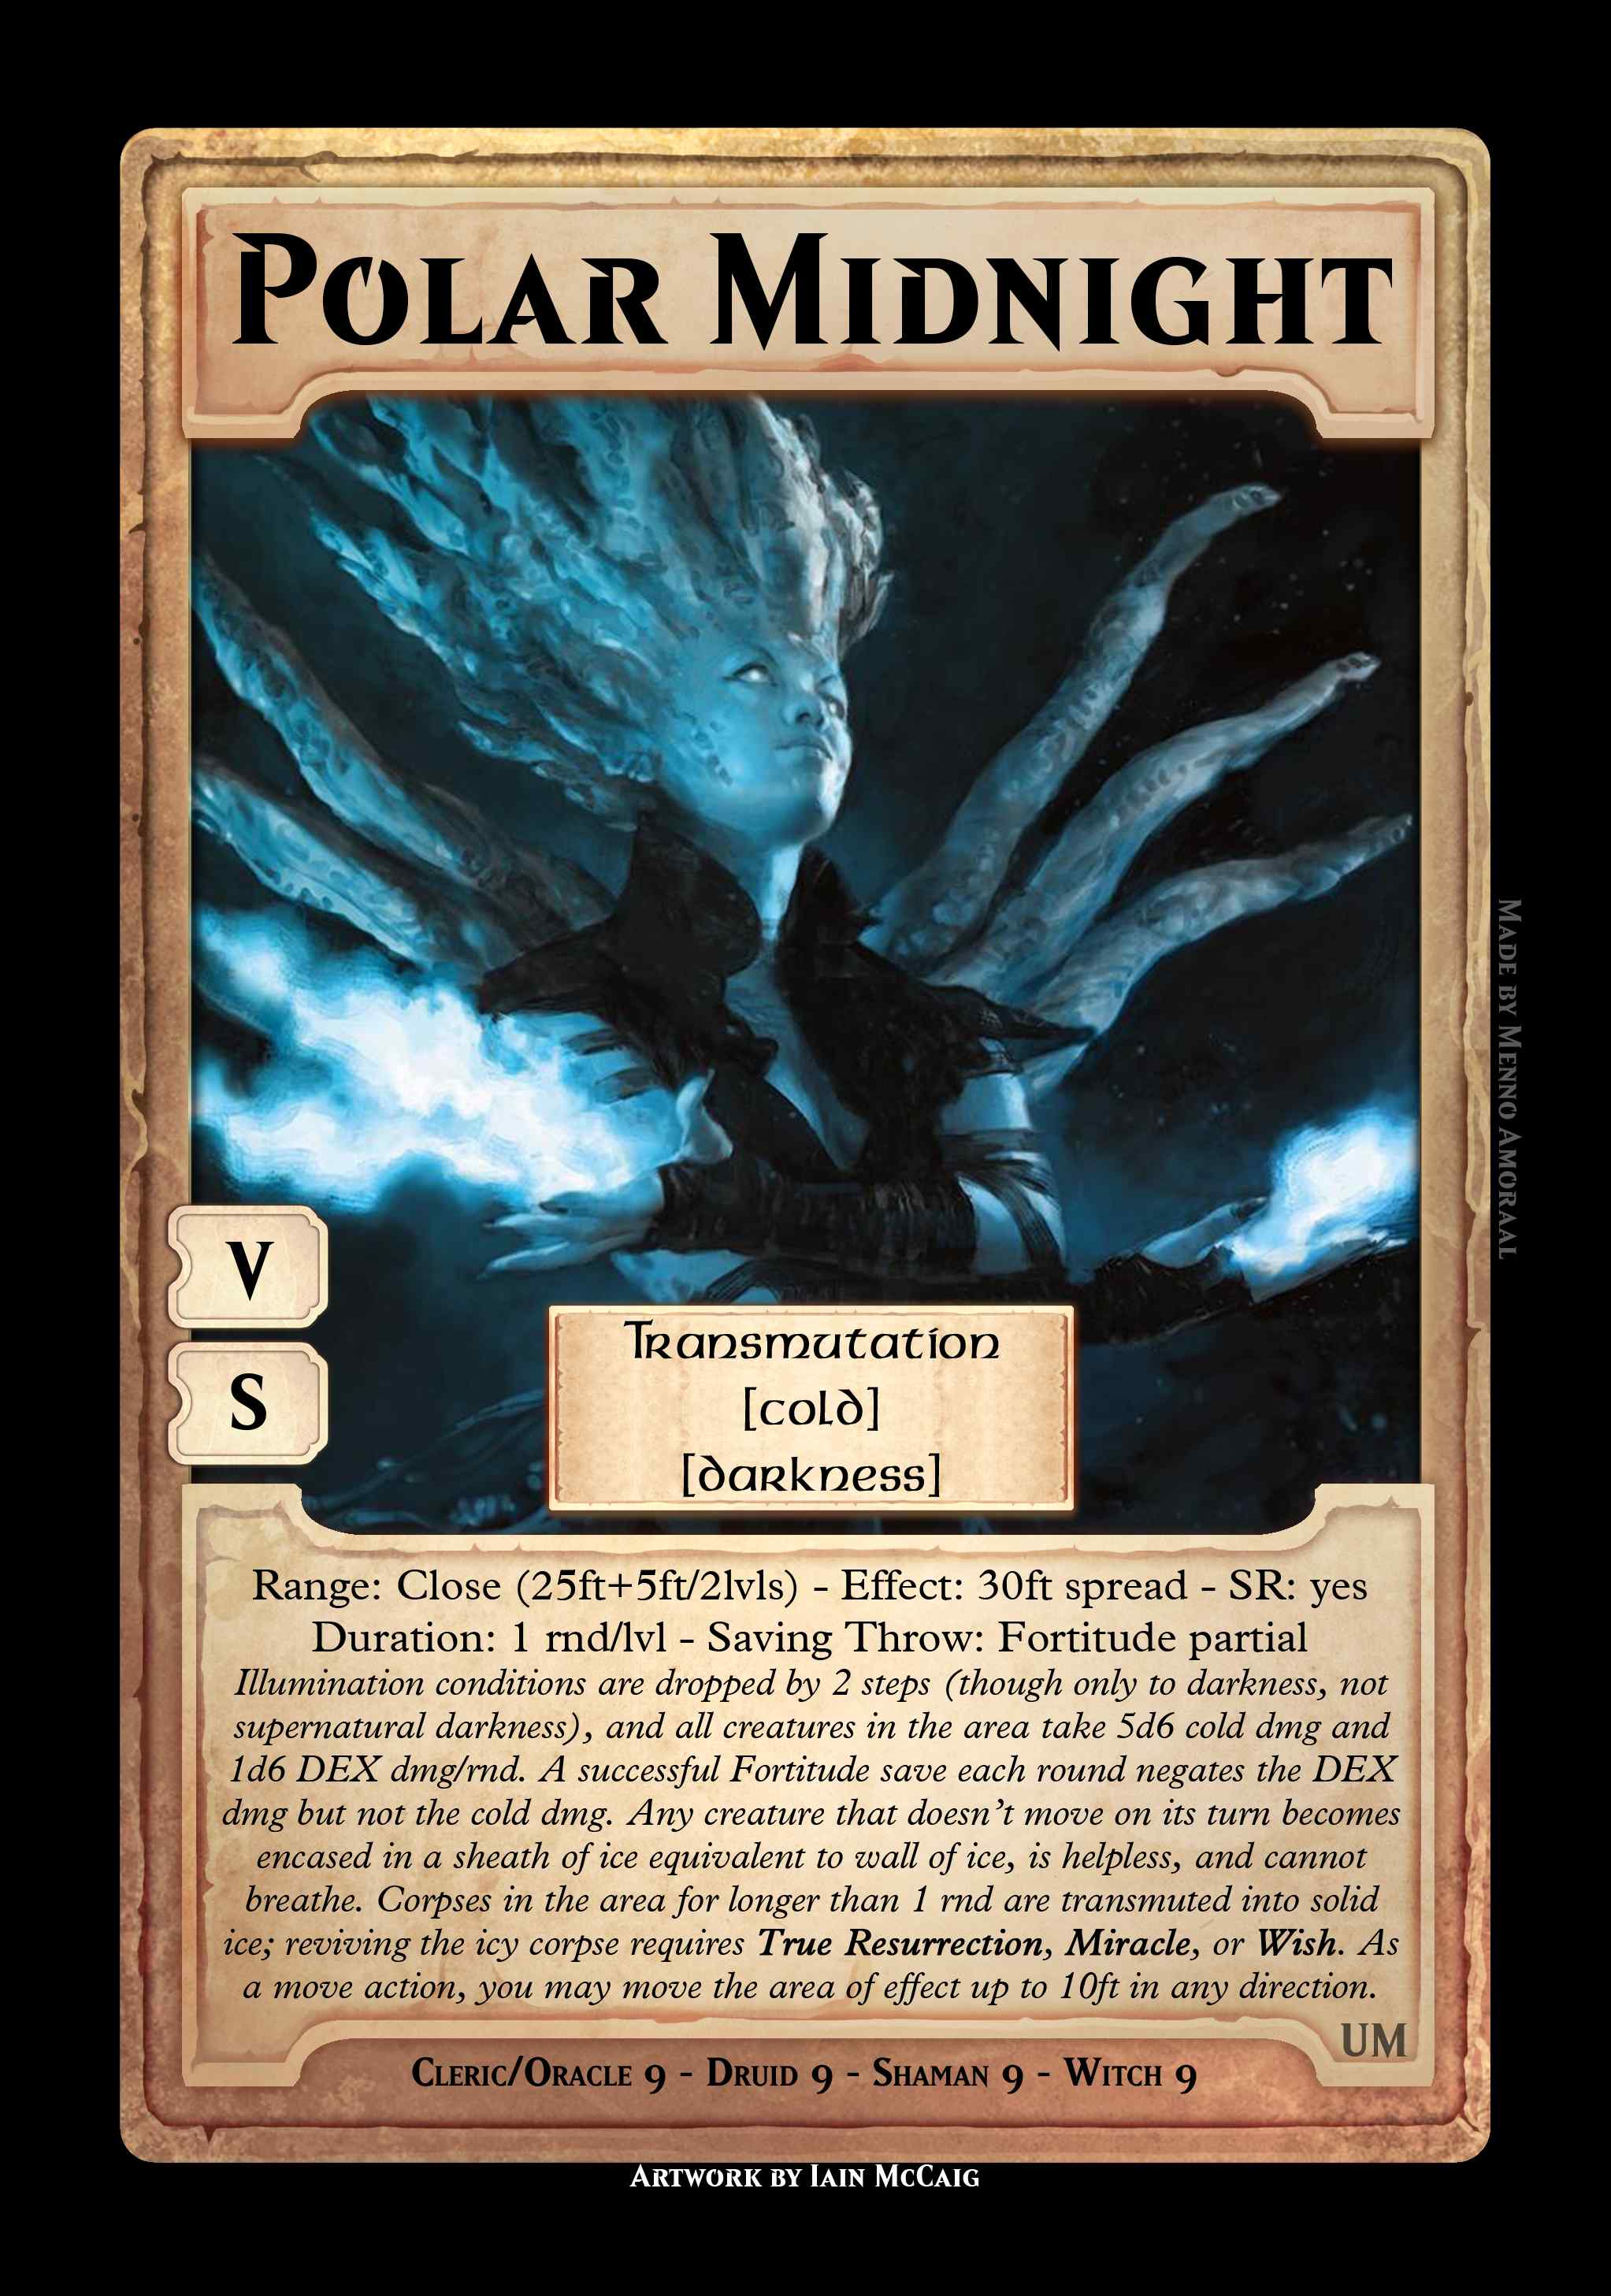 Polar Midnight
V
S
Transmutation
[cold]
[darkness]
Range: Close (25ft+5ft/2lvls) - Effect: 30ft spread - SR: yes
Duration: 1 rnd/lvl - Saving Throw: Fortitude partial
Illumination conditions are dropped by 2 steps (though only to darkness, not
supernatural darkness), and all creatures in the area take 5d6 cold dmg and
1d6 DEX dmg/rnd. A successful Fortitude save each round negates the DEX
dmg but not the cold dmg. Any creature that doesn't move on its turn becomes
encased in a sheath of ice equivalent to wall of ice, is helpless, and cannot
breathe. Corpses in the area for longer than 1 rnd are transmuted into solid
ice; reviving the icy corpse requires True Resurrection, Miracle, or Wish. As
a move action, you may move the area of effect up to 10ft in any direction.
UM
Cleric/Oracle 9 - Druid 9 - Shaman 9 - Witch 9
Artwork by Iain McCaig
Made by Menno Amoraal